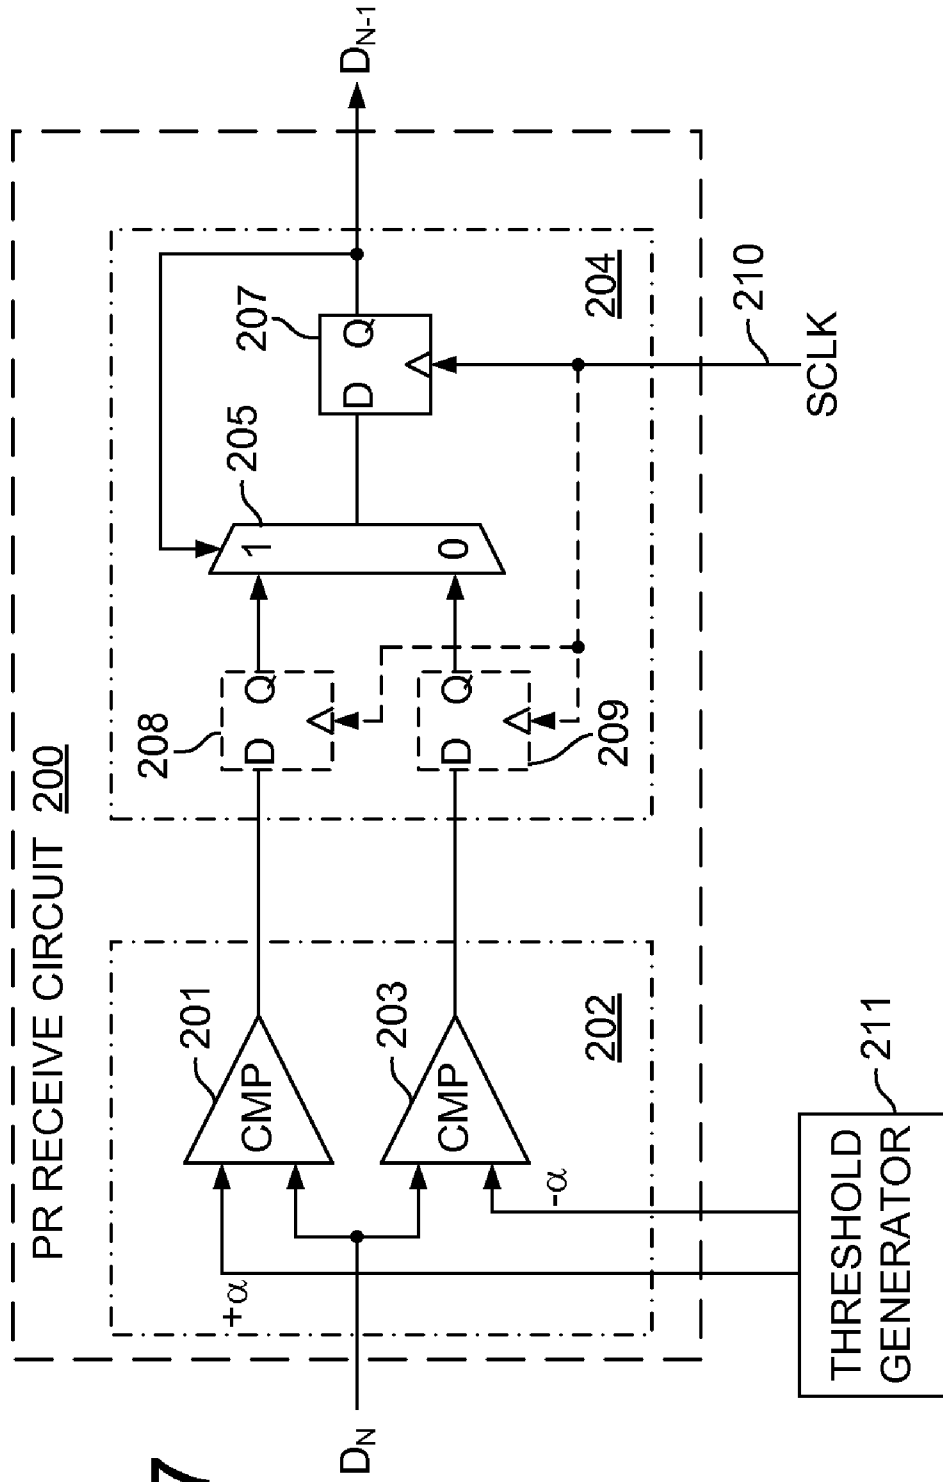 PR RECEIVE CIRCUIT 200
201
CMP
+α
208
D Q
205
1
207
D Q
D_N-1
D_N
203
CMP
-α
D Q
209
0
202
204
THRESHOLD
GENERATOR
211
210
SCLK
7